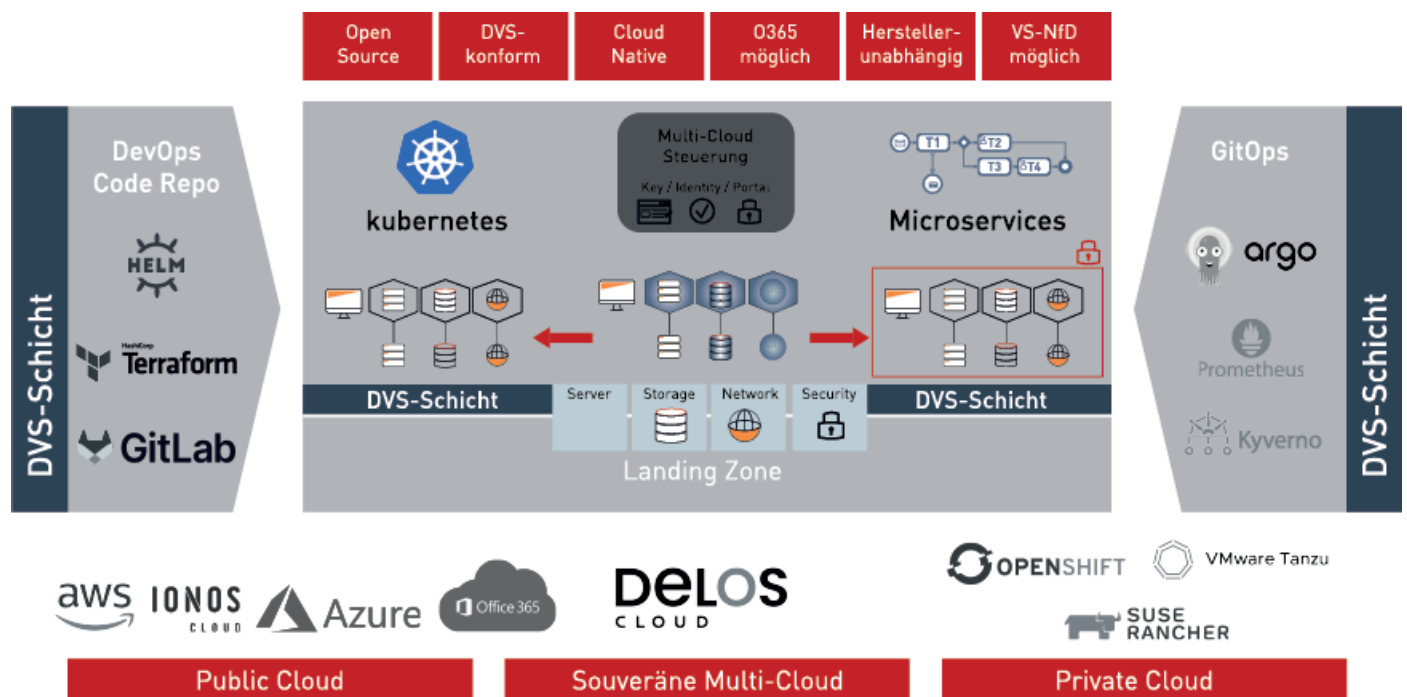 Open
Source
DVS-
konform
Cloud
Native
O365
möglich
Hersteller-
unabhängig
VS-NfD
möglich
DVS-Schicht
DevOps
Code Repo
HELM
HashiCorp
Terraform
GitLab
kubernetes
Multi-Cloud
Steuerung
Key / Identity / Portal
T1
T2
T3
T4
Microservices
DVS-Schicht
Server
Storage
Network
Security
DVS-Schicht
Landing Zone
GitOps
argo
Prometheus
Kyverno
DVS-Schicht
aws
IONOS
CLOUD
Azure
Office 365
DELOS
CLOUD
OPENSHIFT
VMware Tanzu
SUSE
RANCHER
Public Cloud
Souveräne Multi-Cloud
Private Cloud